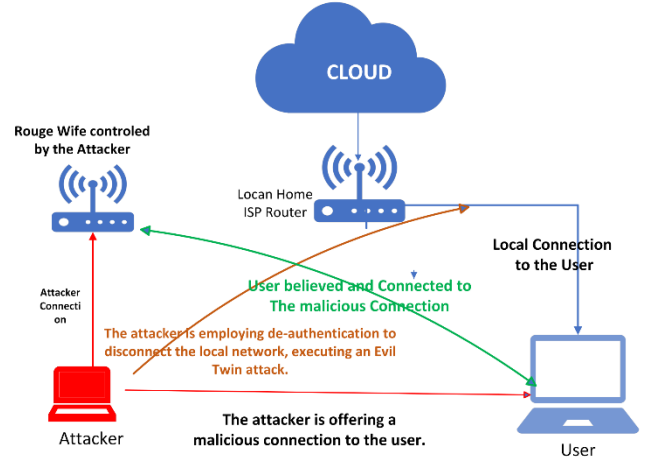 CLOUD
Rouge Wife controled
by the Attacker
Locan Home
ISP Router
Local Connection
to the User
User believed and Connected to
The malicious Connection
Attacker
Connecti
on
The attacker is employing de-authentication to
disconnect the local network, executing an Evil
Twin attack.
The attacker is offering a
malicious connection to the user.
Attacker
User